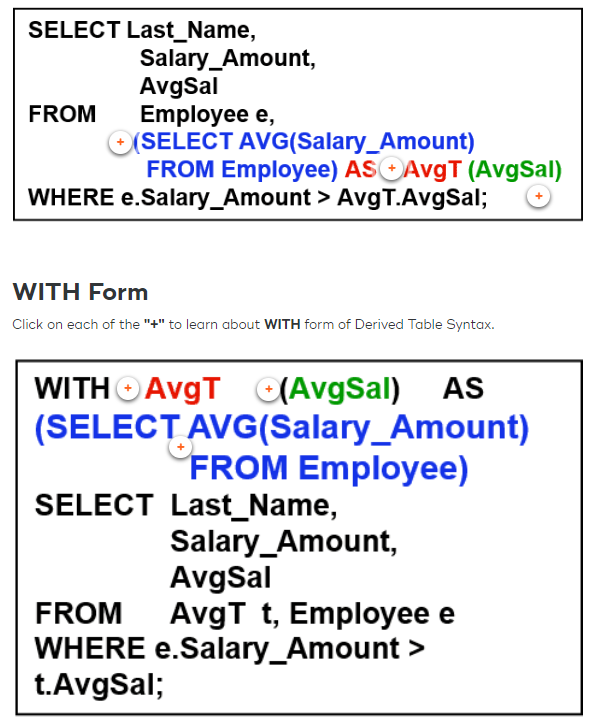 SELECT Last_Name,
Salary_Amount,
AvgSal
FROM Employee e,
(SELECT AVG(Salary_Amount)
FROM Employee) AS AvgT (AvgSal)
WHERE e.Salary_Amount > AvgT.AvgSal;
WITH Form
Click on each of the "+" to learn about WITH form of Derived Table Syntax.
WITH AvgT (AvgSal) AS
(SELECT AVG(Salary_Amount)
FROM Employee)
SELECT Last_Name,
Salary_Amount,
AvgSal
FROM AvgT t, Employee e
WHERE e.Salary_Amount >
t.AvgSal;